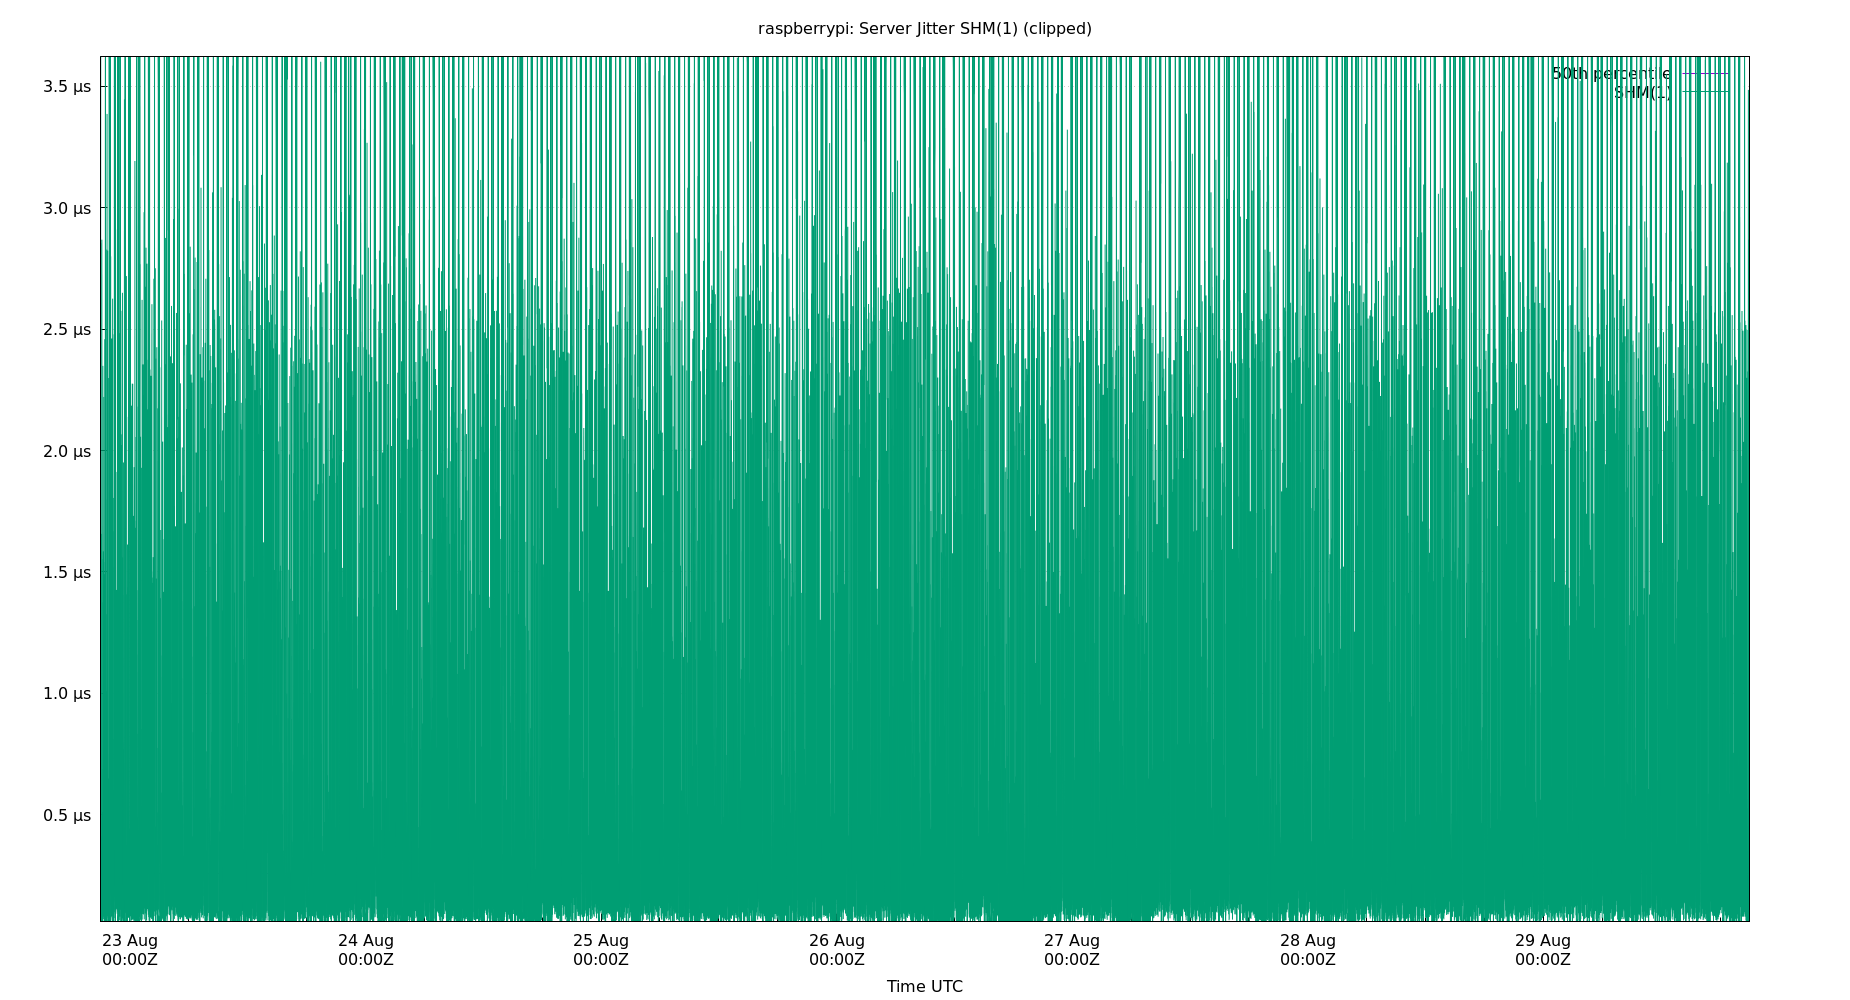 raspberrypi: Server Jitter SHM(1) (clipped)
50th percentile
SHM(1)
3.5 µs
3.0 µs
2.5 µs
2.0 µs
1.5 µs
1.0 µs
0.5 µs
23 Aug 24 Aug 25 Aug 26 Aug 27 Aug 28 Aug 29 Aug
00:00Z 00:00Z 00:00Z 00:00Z 00:00Z 00:00Z 00:00Z
Time UTC